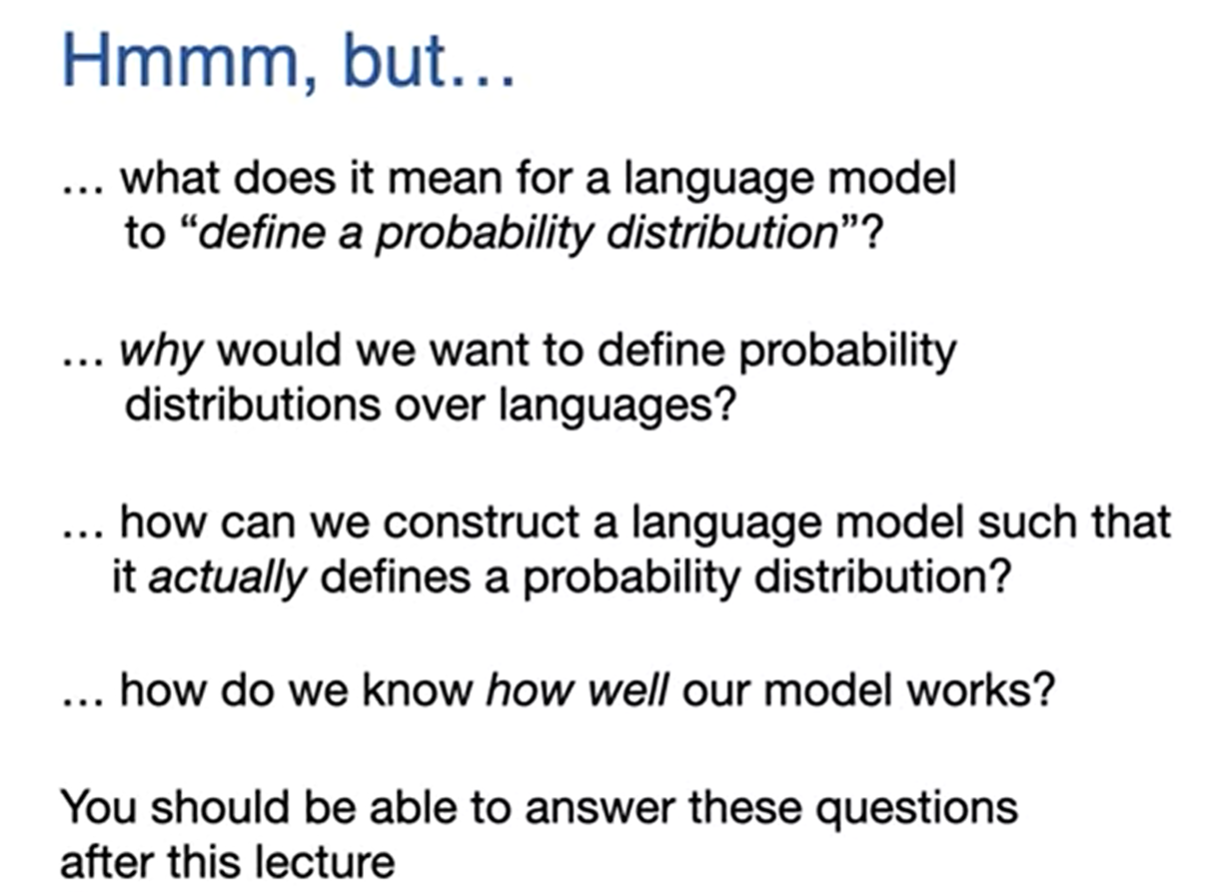 Hmmm, but…
… what does it mean for a language model
to “define a probability distribution”?
… why would we want to define probability
distributions over languages?
… how can we construct a language model such that
it actually defines a probability distribution?
… how do we know how well our model works?
You should be able to answer these questions
after this lecture